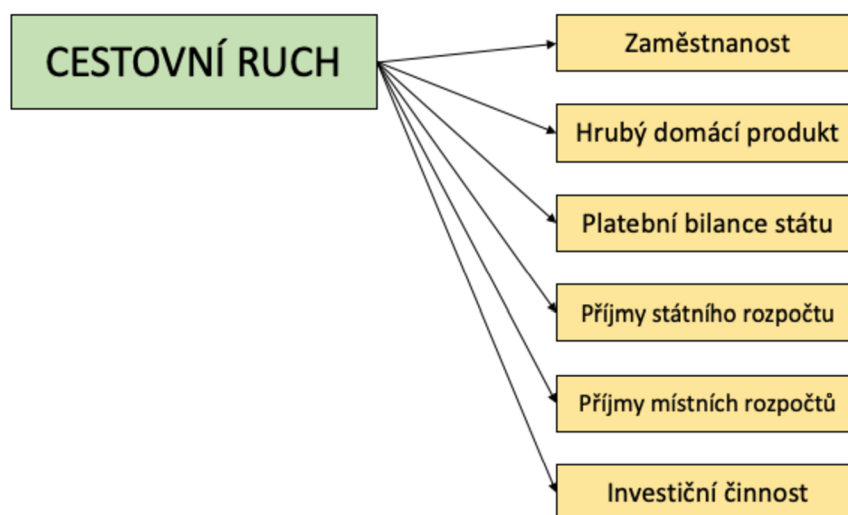 CESTOVNÍ RUCH
Zaměstnanost
Hrubý domácí produkt
Platební bilance státu
Příjmy státního rozpočtu
Příjmy místních rozpočtů
Investiční činnost